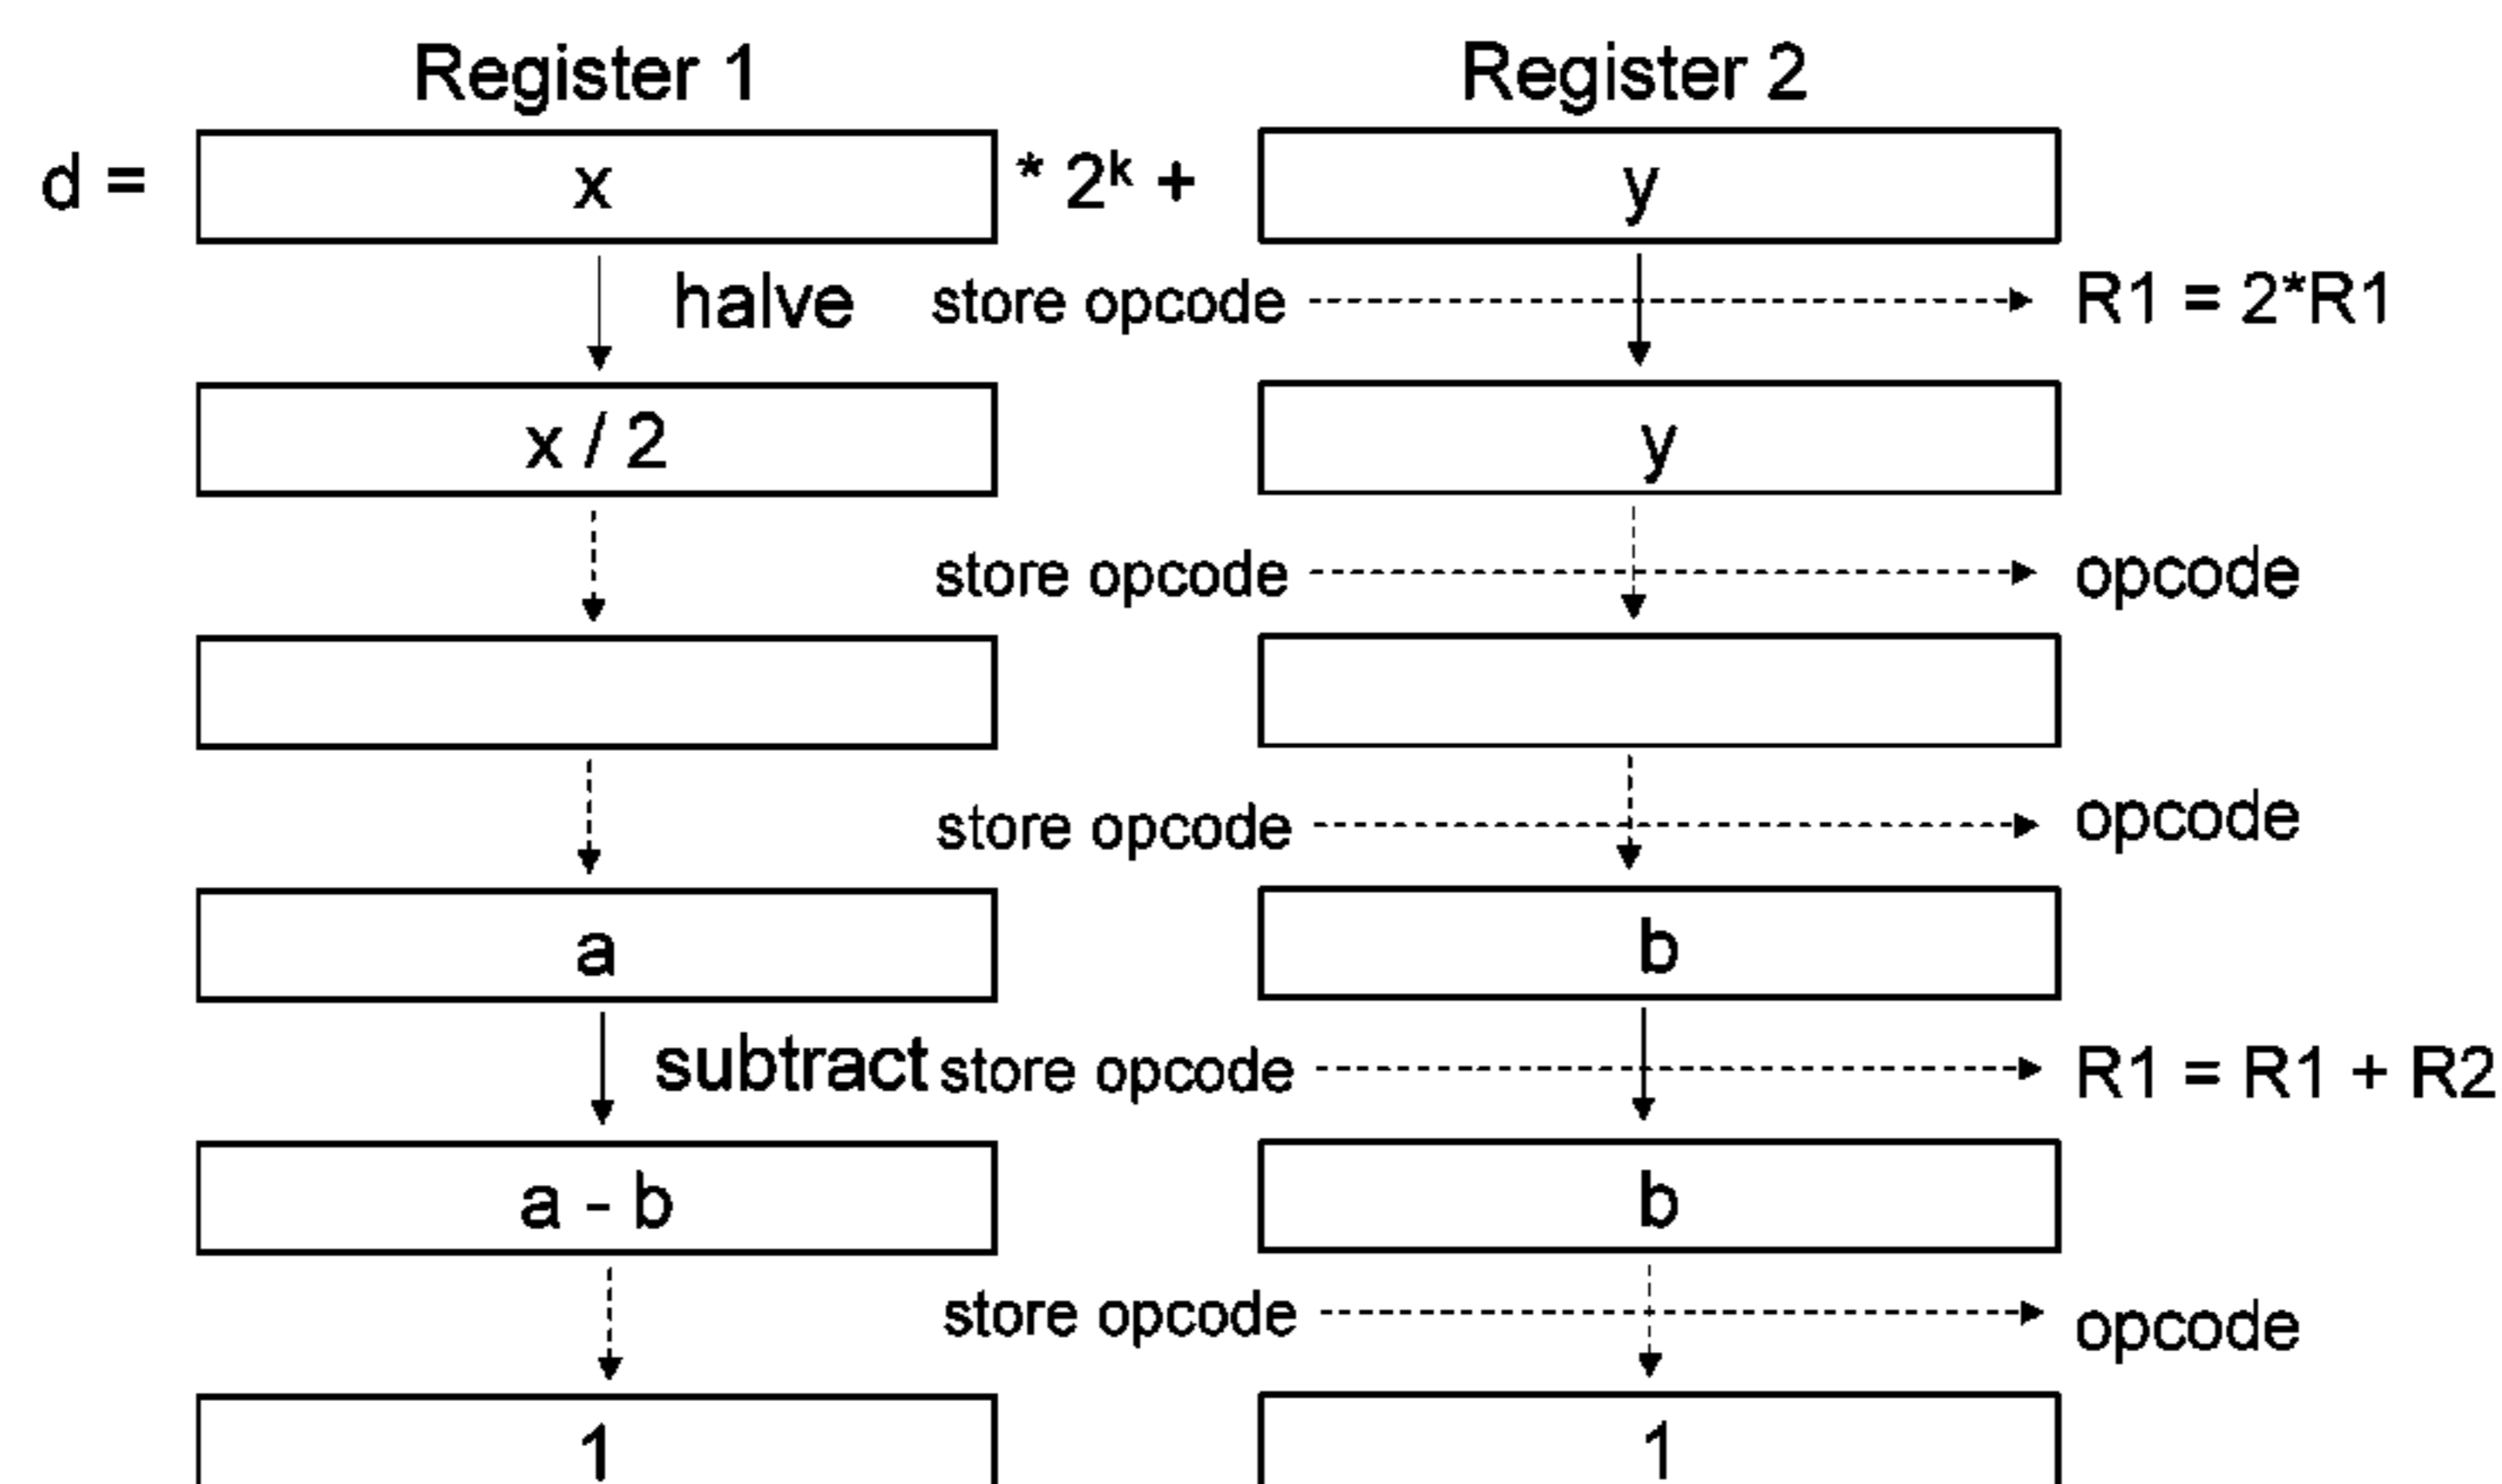 Register 1 Register 2
d = x * 2^k + y
halve store opcode R1 = 2*R1
x / 2 y
store opcode opcode
store opcode opcode
a b
subtract store opcode R1 = R1 + R2
a - b b
store opcode opcode
1 1